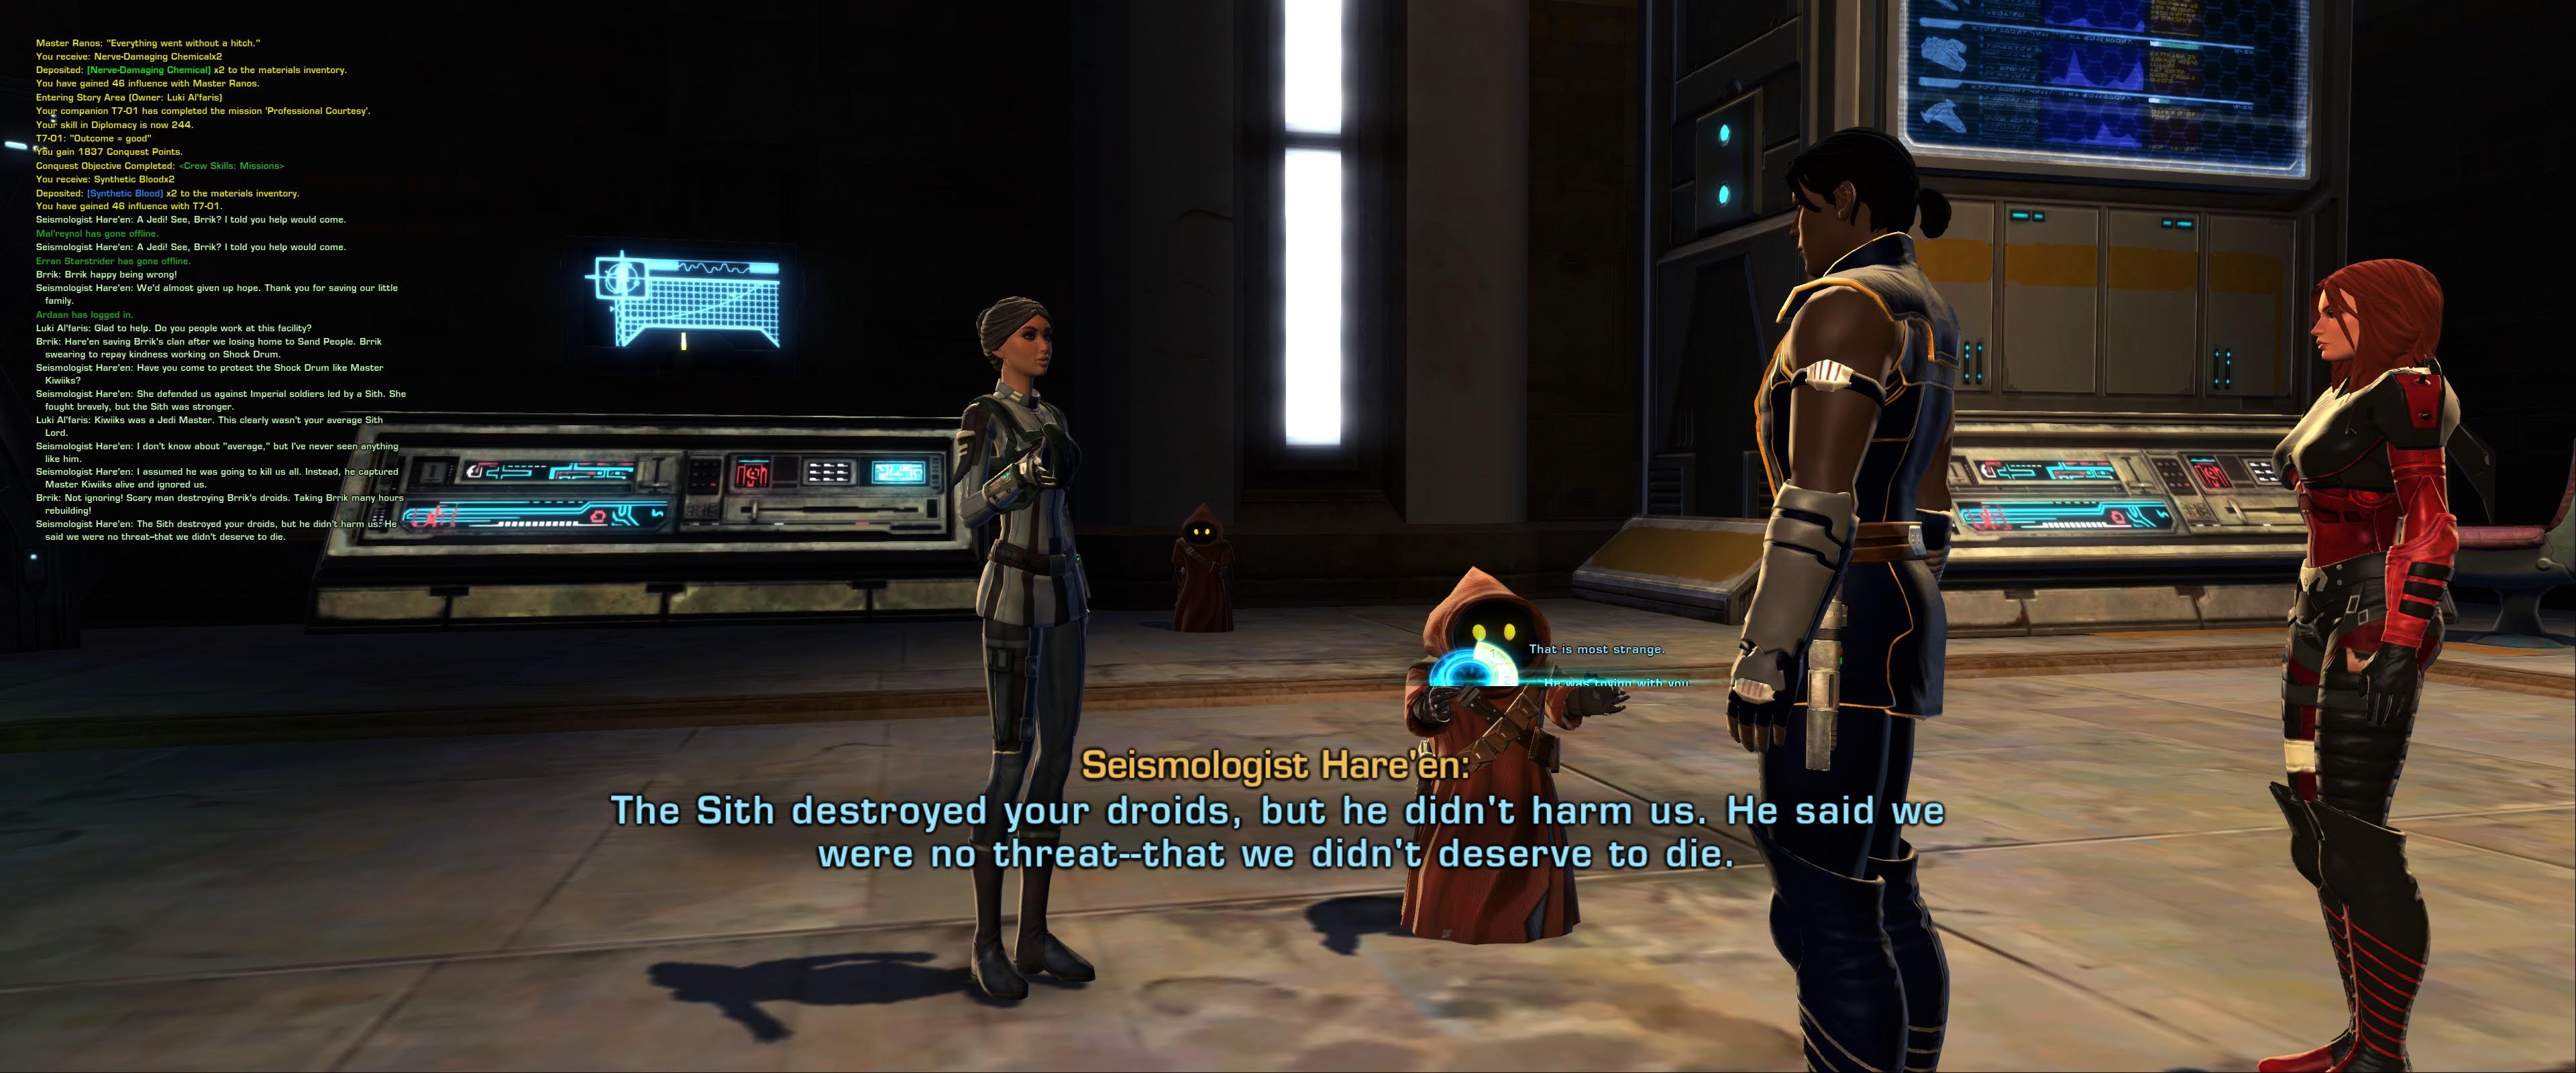 Master Ranos: "Everything went without a hitch."
You receive: Nerve-Damaging Chemicalx2
Deposited: [Nerve-Damaging Chemical] x2 to the materials inventory.
You have gained 46 influence with Master Ranos.
Entering Story Area (Owner: Luki Al'faris)
Your companion T7-01 has completed the mission 'Professional Courtesy'.
Your skill in Diplomacy is now 244.
T7-01: "Outcome = good"
You gain 1837 Conquest Points.
Conquest Objective Completed: <Crew Skills: Missions>
You receive: Synthetic Bloodx2
Deposited: [Synthetic Blood] x2 to the materials inventory.
You have gained 46 influence with T7-01.
Seismologist Hare'en: A Jedi! See, Brrik? I told you help would come.
Mal'reynol has gone offline.
Seismologist Hare'en: A Jedi! See, Brrik? I told you help would come.
Erran Starstrider has gone offline.
Brrik: Brrik happy being wrong!
Seismologist Hare'en: We'd almost given up hope. Thank you for saving our little
family.
Ardaan has logged in.
Luki Al'faris: Glad to help. Do you people work at this facility?
Brrik: Hare'en saving Brrik's clan after we losing home to Sand People. Brrik
swearing to repay kindness working on Shock Drum.
Seismologist Hare'en: Have you come to protect the Shock Drum like Master
Kiwiiks?
Seismologist Hare'en: She defended us against Imperial soldiers led by a Sith. She
fought bravely, but the Sith was stronger.
Luki Al'faris: Kiwiiks was a Jedi Master. This clearly wasn't your average Sith
Lord.
Seismologist Hare'en: I don't know about "average," but I've never seen anything
like him.
Seismologist Hare'en: I assumed he was going to kill us all. Instead, he captured
Master Kiwiiks alive and ignored us.
Brrik: Not ignoring! Scary man destroying Brrik's droids. Taking Brrik many hours
rebuilding!
Seismologist Hare'en: The Sith destroyed your droids, but he didn't harm us. He
said we were no threat--that we didn't deserve to die.
1
That is most strange.
He was toying with you
Seismologist Hare'en:
The Sith destroyed your droids, but he didn't harm us. He said we
were no threat--that we didn't deserve to die.